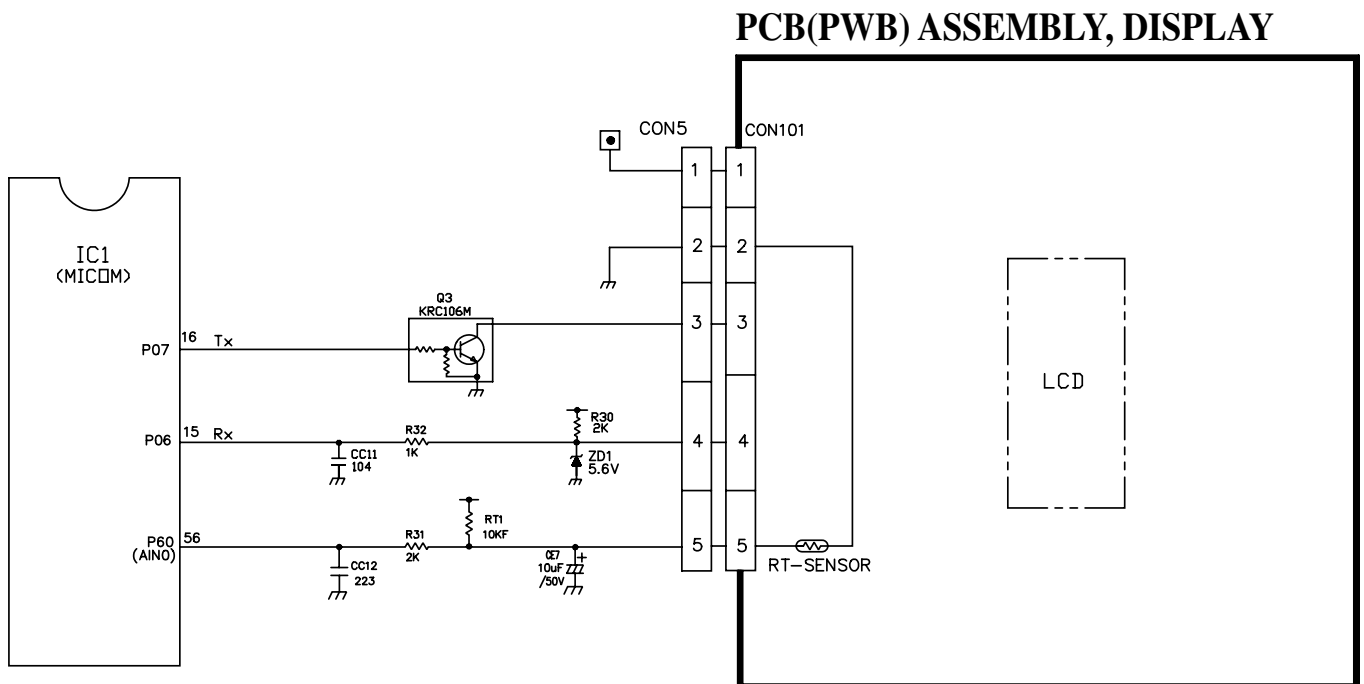 PCB(PWB) ASSEMBLY, DISPLAY
CON5
CON101
1 1
2 2
3 3
4 4
5 5
IC1
(MICOM)
P07
16 Tx
Q3
KRC106M
P06
15 Rx
CC11
104
R32
1K
R30
2K
ZD1
5.6V
P60
(AIN0)
56
CC12
223
R31
2K
RT1
10KF
CE7
+
10uF
/50V
RT-SENSOR
LCD